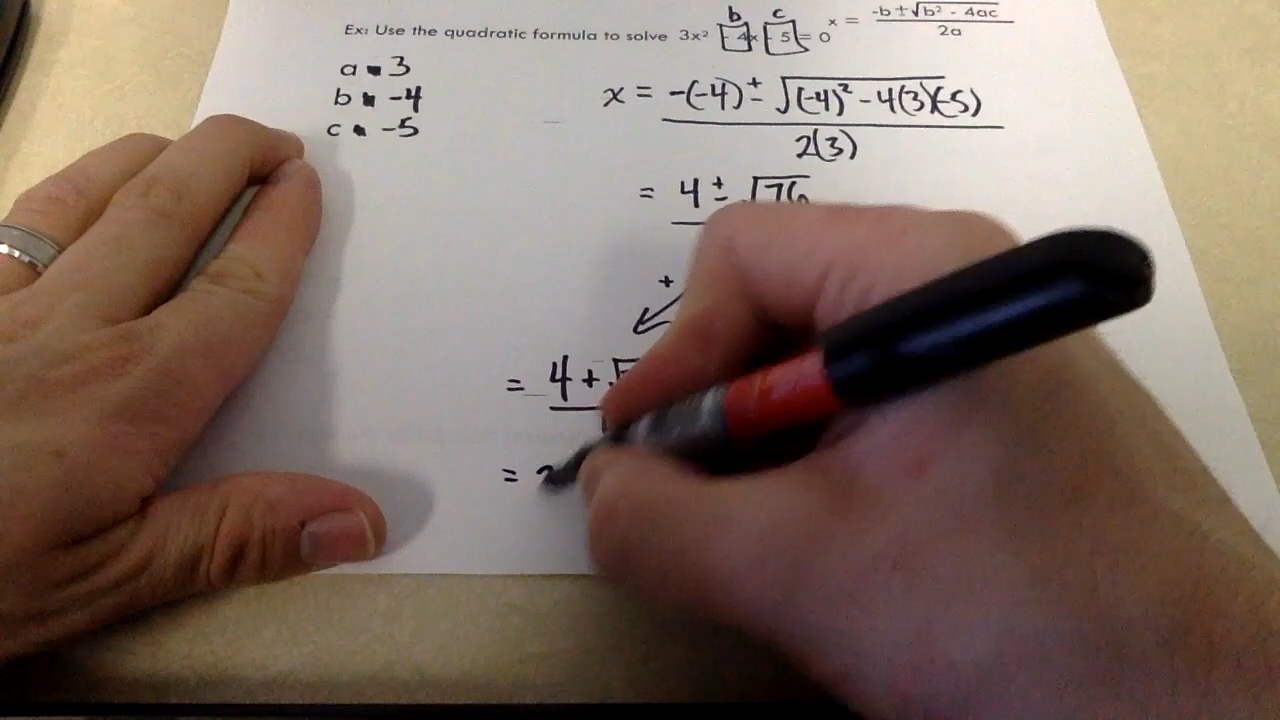 b c
Ex: Use the quadratic formula to solve 3x² - 4x - 5 = 0 x = -b ± √b² - 4ac / 2a
a = 3
b = -4
c = -5
x = -(-4) ± √(-4)² - 4(3)(-5) / 2(3)
= 4 ± √76
+
= 4 + √
=